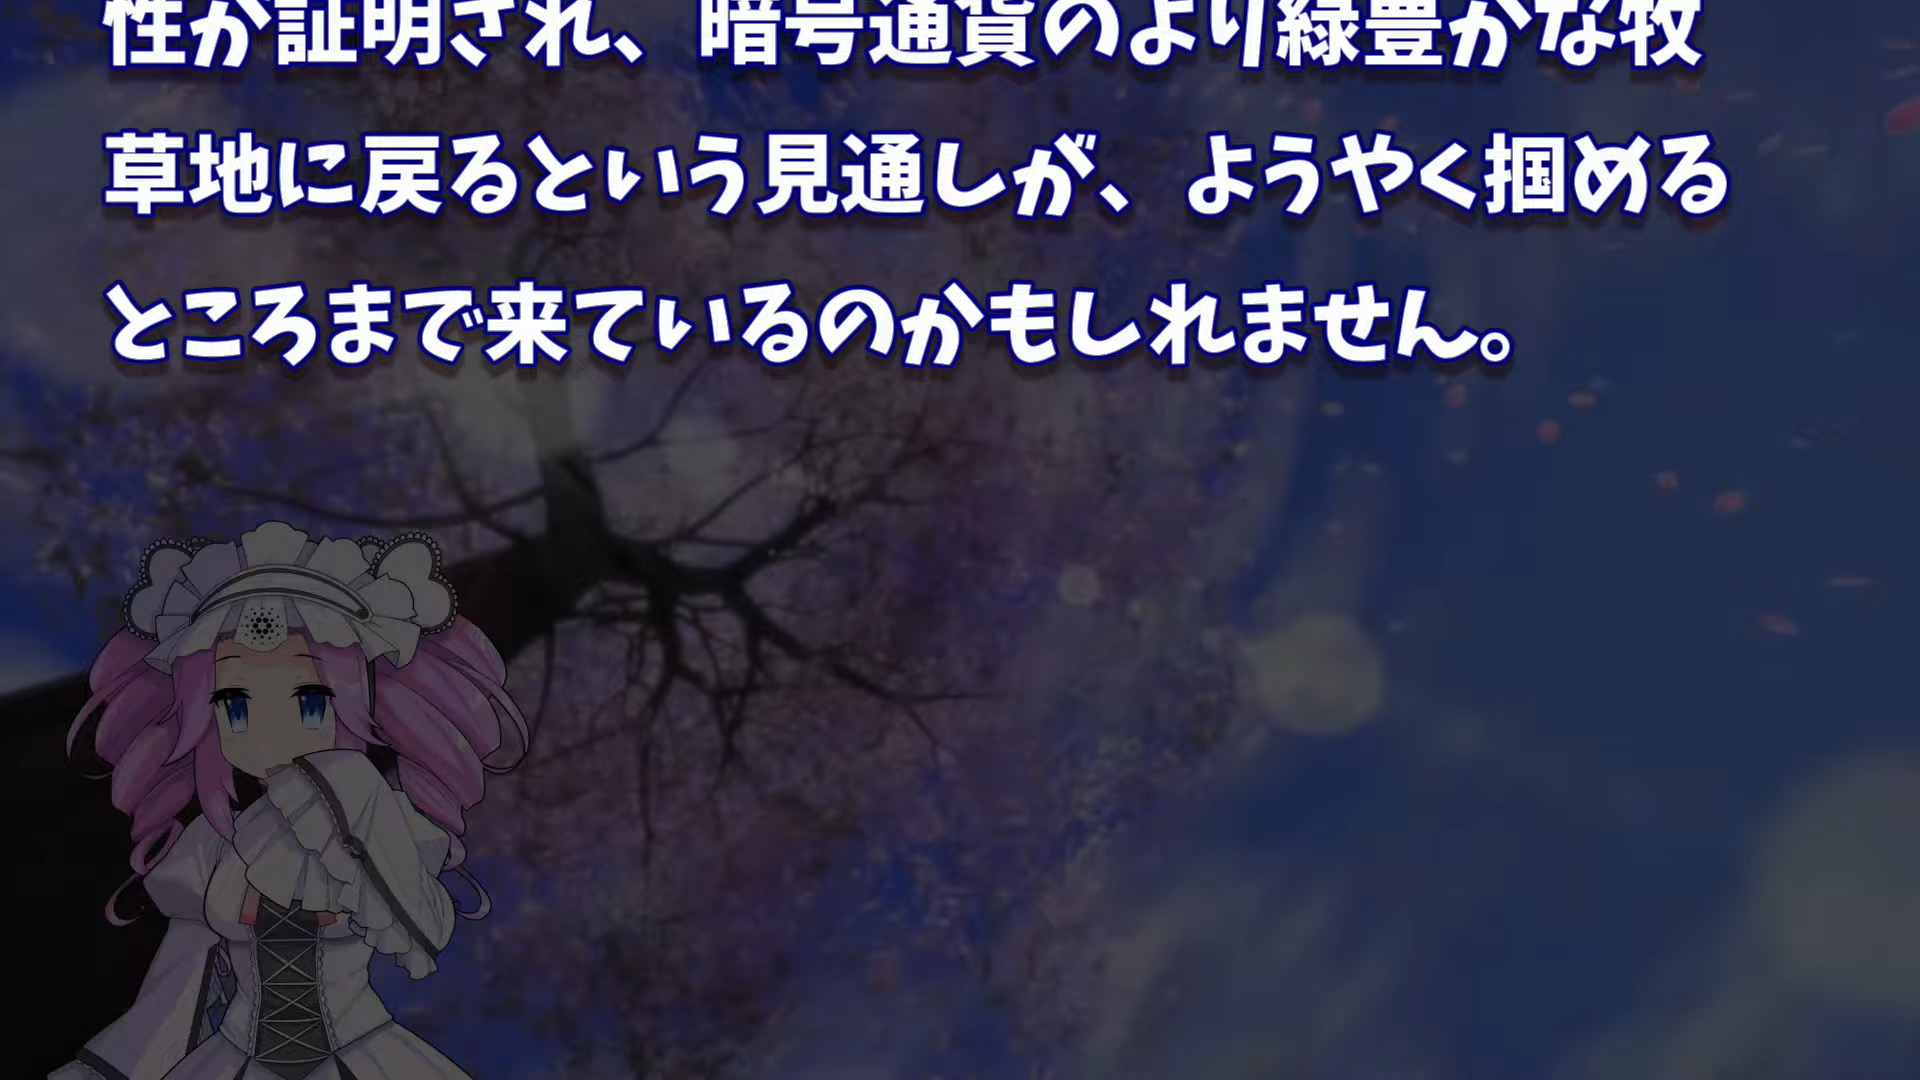 性が証明され、暗号通貨のより緑豊かな牧
草地に戻るという見通しが、ようやく掴める
ところまで来ているのかもしれません。